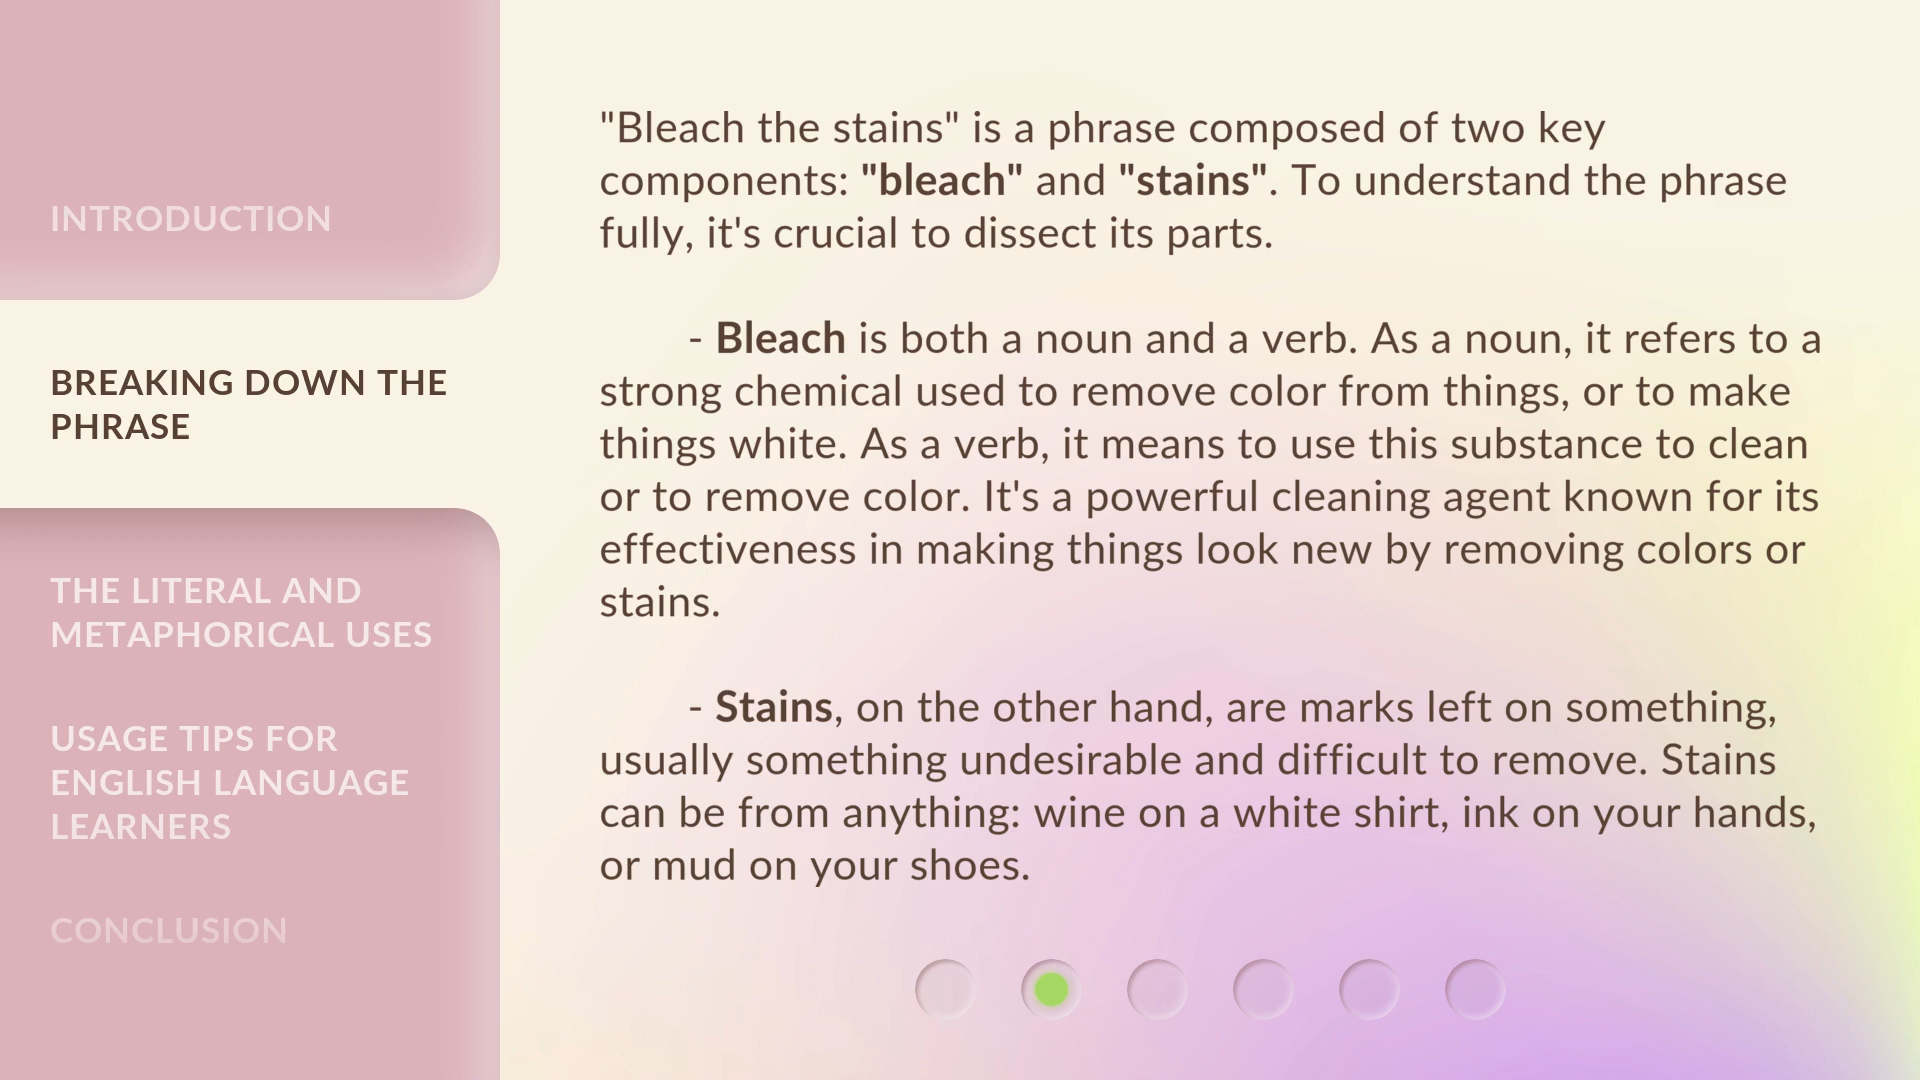 INTRODUCTION
BREAKING DOWN THE
PHRASE
THE LITERAL AND
METAPHORICAL USES
USAGE TIPS FOR
ENGLISH LANGUAGE
LEARNERS
CONCLUSION
"Bleach the stains" is a phrase composed of two key
components: "bleach" and "stains". To understand the phrase
fully, it's crucial to dissect its parts.
- Bleach is both a noun and a verb. As a noun, it refers to a
strong chemical used to remove color from things, or to make
things white. As a verb, it means to use this substance to clean
or to remove color. It's a powerful cleaning agent known for its
effectiveness in making things look new by removing colors or
stains.
- Stains, on the other hand, are marks left on something,
usually something undesirable and difficult to remove. Stains
can be from anything: wine on a white shirt, ink on your hands,
or mud on your shoes.